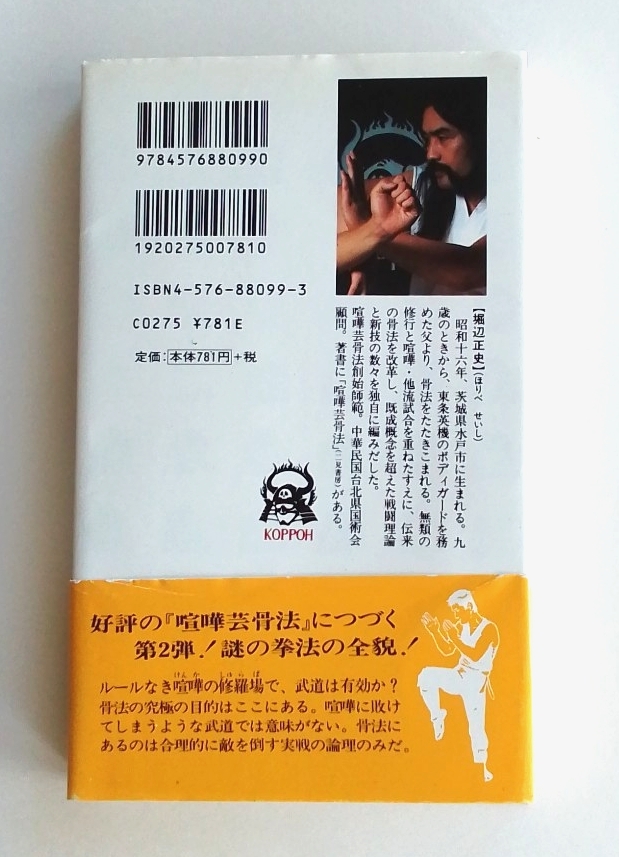 9784576880990
1920275007810
ISBN4-576-88099-3
C0275 ¥781E
定価:本体781円+税
【堀辺正史】(ほりべ せいし)
昭和十六年、茨城県水戸市に生まれる。九
歳のときから、東条英機のボディガードを務
めた父より、骨法をたたきこまれる。無類の
修行と喧嘩・他流試合を重ねたすえに、伝来
の骨法を改革し、既成概念を超えた戦闘理論
と新技の数々を独自に編みだした。
喧嘩芸骨法創始師範。中華民国台北県国術会
顧問。著書に「喧嘩芸骨法」(二見書房)がある。
KOPPOH
好評の『喧嘩芸骨法』につづく
第2弾!謎の拳法の全貌!
ルールなき喧嘩の修羅場で、武道は有効か?
骨法の究極の目的はここにある。喧嘩に敗け
てしまうような武道では意味がない。骨法に
あるのは合理的に敵を倒す実戦の論理のみだ。